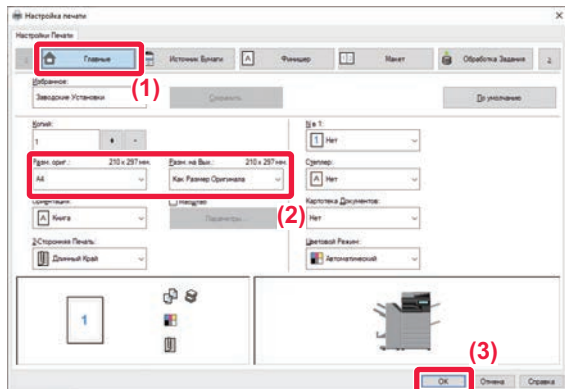 Настройка печати
Настройки Печати
Главные
Источник Бумаги
Финишер
Макет
Обработка Задания
(1)
Избранное:
Заводские Установки
Сохранить
По умолчанию
Копий:
1
+ -
Разм. ориг.: 210 x 297 мм.
A4
Разм. на Вых.: 210 x 297 мм.
Как Размер Оригинала
(2)
Ориентация:
Книга
Масштаб
Параметры...
2-Сторонняя Печать:
Длинный Край
N в 1:
1 Нет
Степлер:
A Нет
Картотека Документов:
Нет
Цветовой Режим:
Автоматический
1
(3)
OK
Отмена
Справка